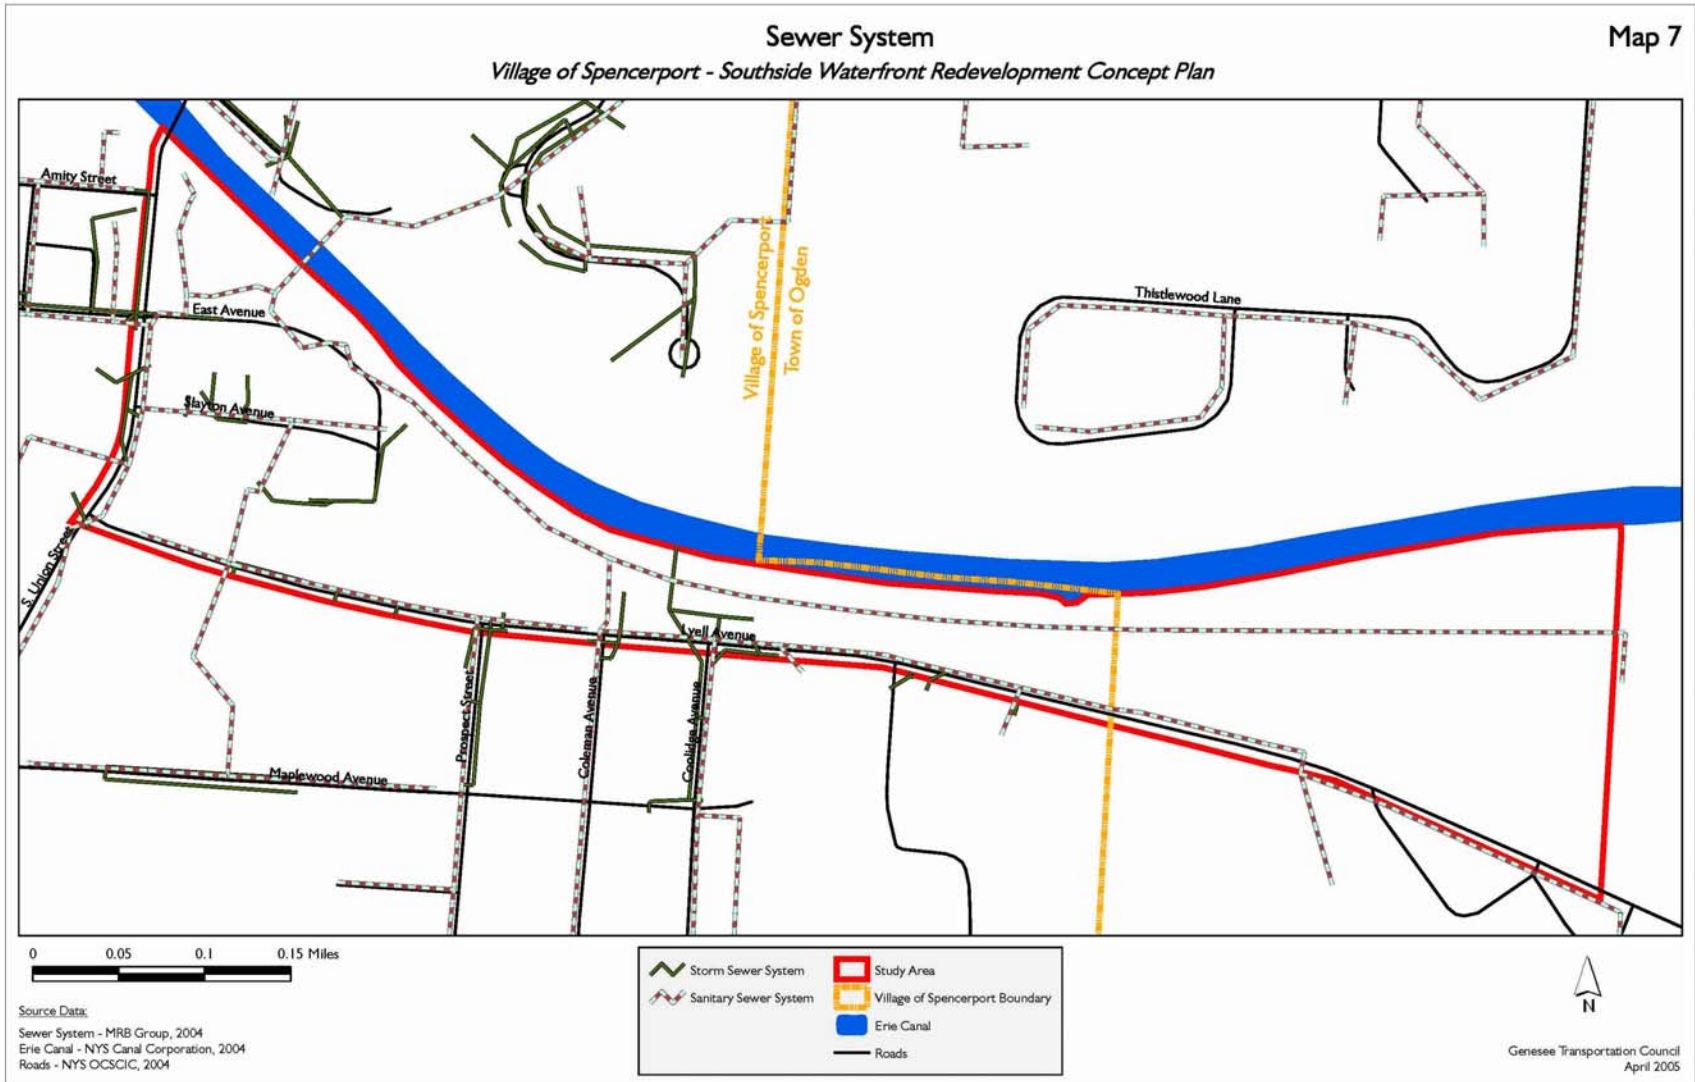 Sewer System
Map 7
Village of Spencerport - Southside Waterfront Redevelopment Concept Plan
Amity Street
East Avenue
Slayton Avenue
S. Union Street
Village of Spencerport
Town of Ogden
Thistlewood Lane
Lyell Avenue
Prospect Street
Coleman Avenue
Coolidge Avenue
Maplewood Avenue
0 0.05 0.1 0.15 Miles
Source Data:
Sewer System - MRB Group, 2004
Erie Canal - NYS Canal Corporation, 2004
Roads - NYS OCSCIC, 2004
Storm Sewer System
Sanitary Sewer System
Study Area
Village of Spencerport Boundary
Erie Canal
Roads
N
Genesee Transportation Council
April 2005